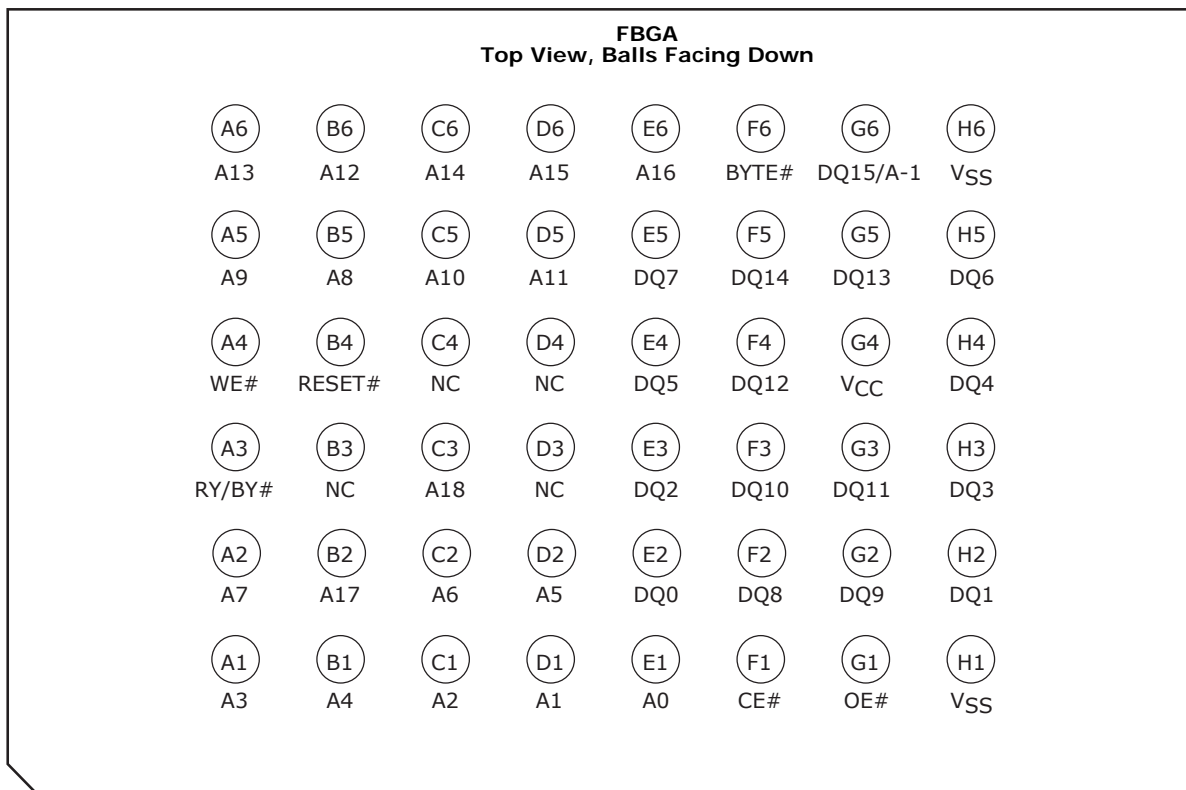 FBGA
Top View, Balls Facing Down
A6 B6 C6 D6 E6 F6 G6 H6
A13 A12 A14 A15 A16 BYTE# DQ15/A-1 VSS
A5 B5 C5 D5 E5 F5 G5 H5
A9 A8 A10 A11 DQ7 DQ14 DQ13 DQ6
A4 B4 C4 D4 E4 F4 G4 H4
WE# RESET# NC NC DQ5 DQ12 VCC DQ4
A3 B3 C3 D3 E3 F3 G3 H3
RY/BY# NC A18 NC DQ2 DQ10 DQ11 DQ3
A2 B2 C2 D2 E2 F2 G2 H2
A7 A17 A6 A5 DQ0 DQ8 DQ9 DQ1
A1 B1 C1 D1 E1 F1 G1 H1
A3 A4 A2 A1 A0 CE# OE# VSS